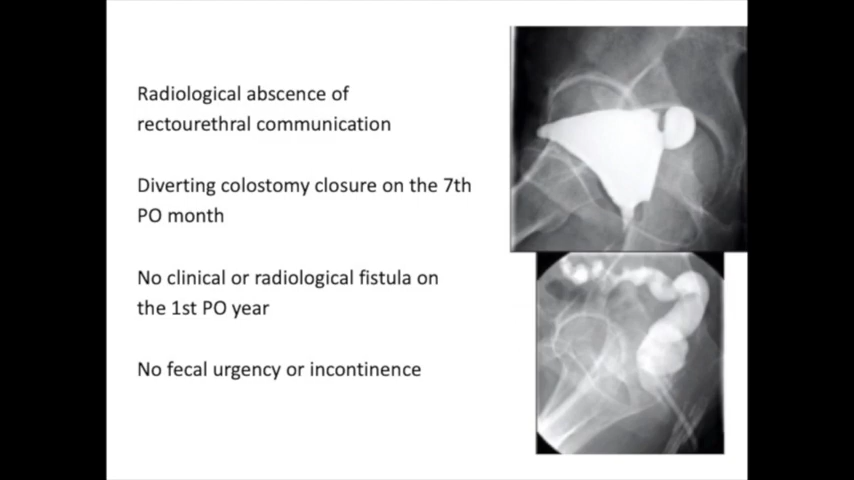 Radiological abscence of
rectourethral communication
Diverting colostomy closure on the 7th
PO month
No clinical or radiological fistula on
the 1st PO year
No fecal urgency or incontinence